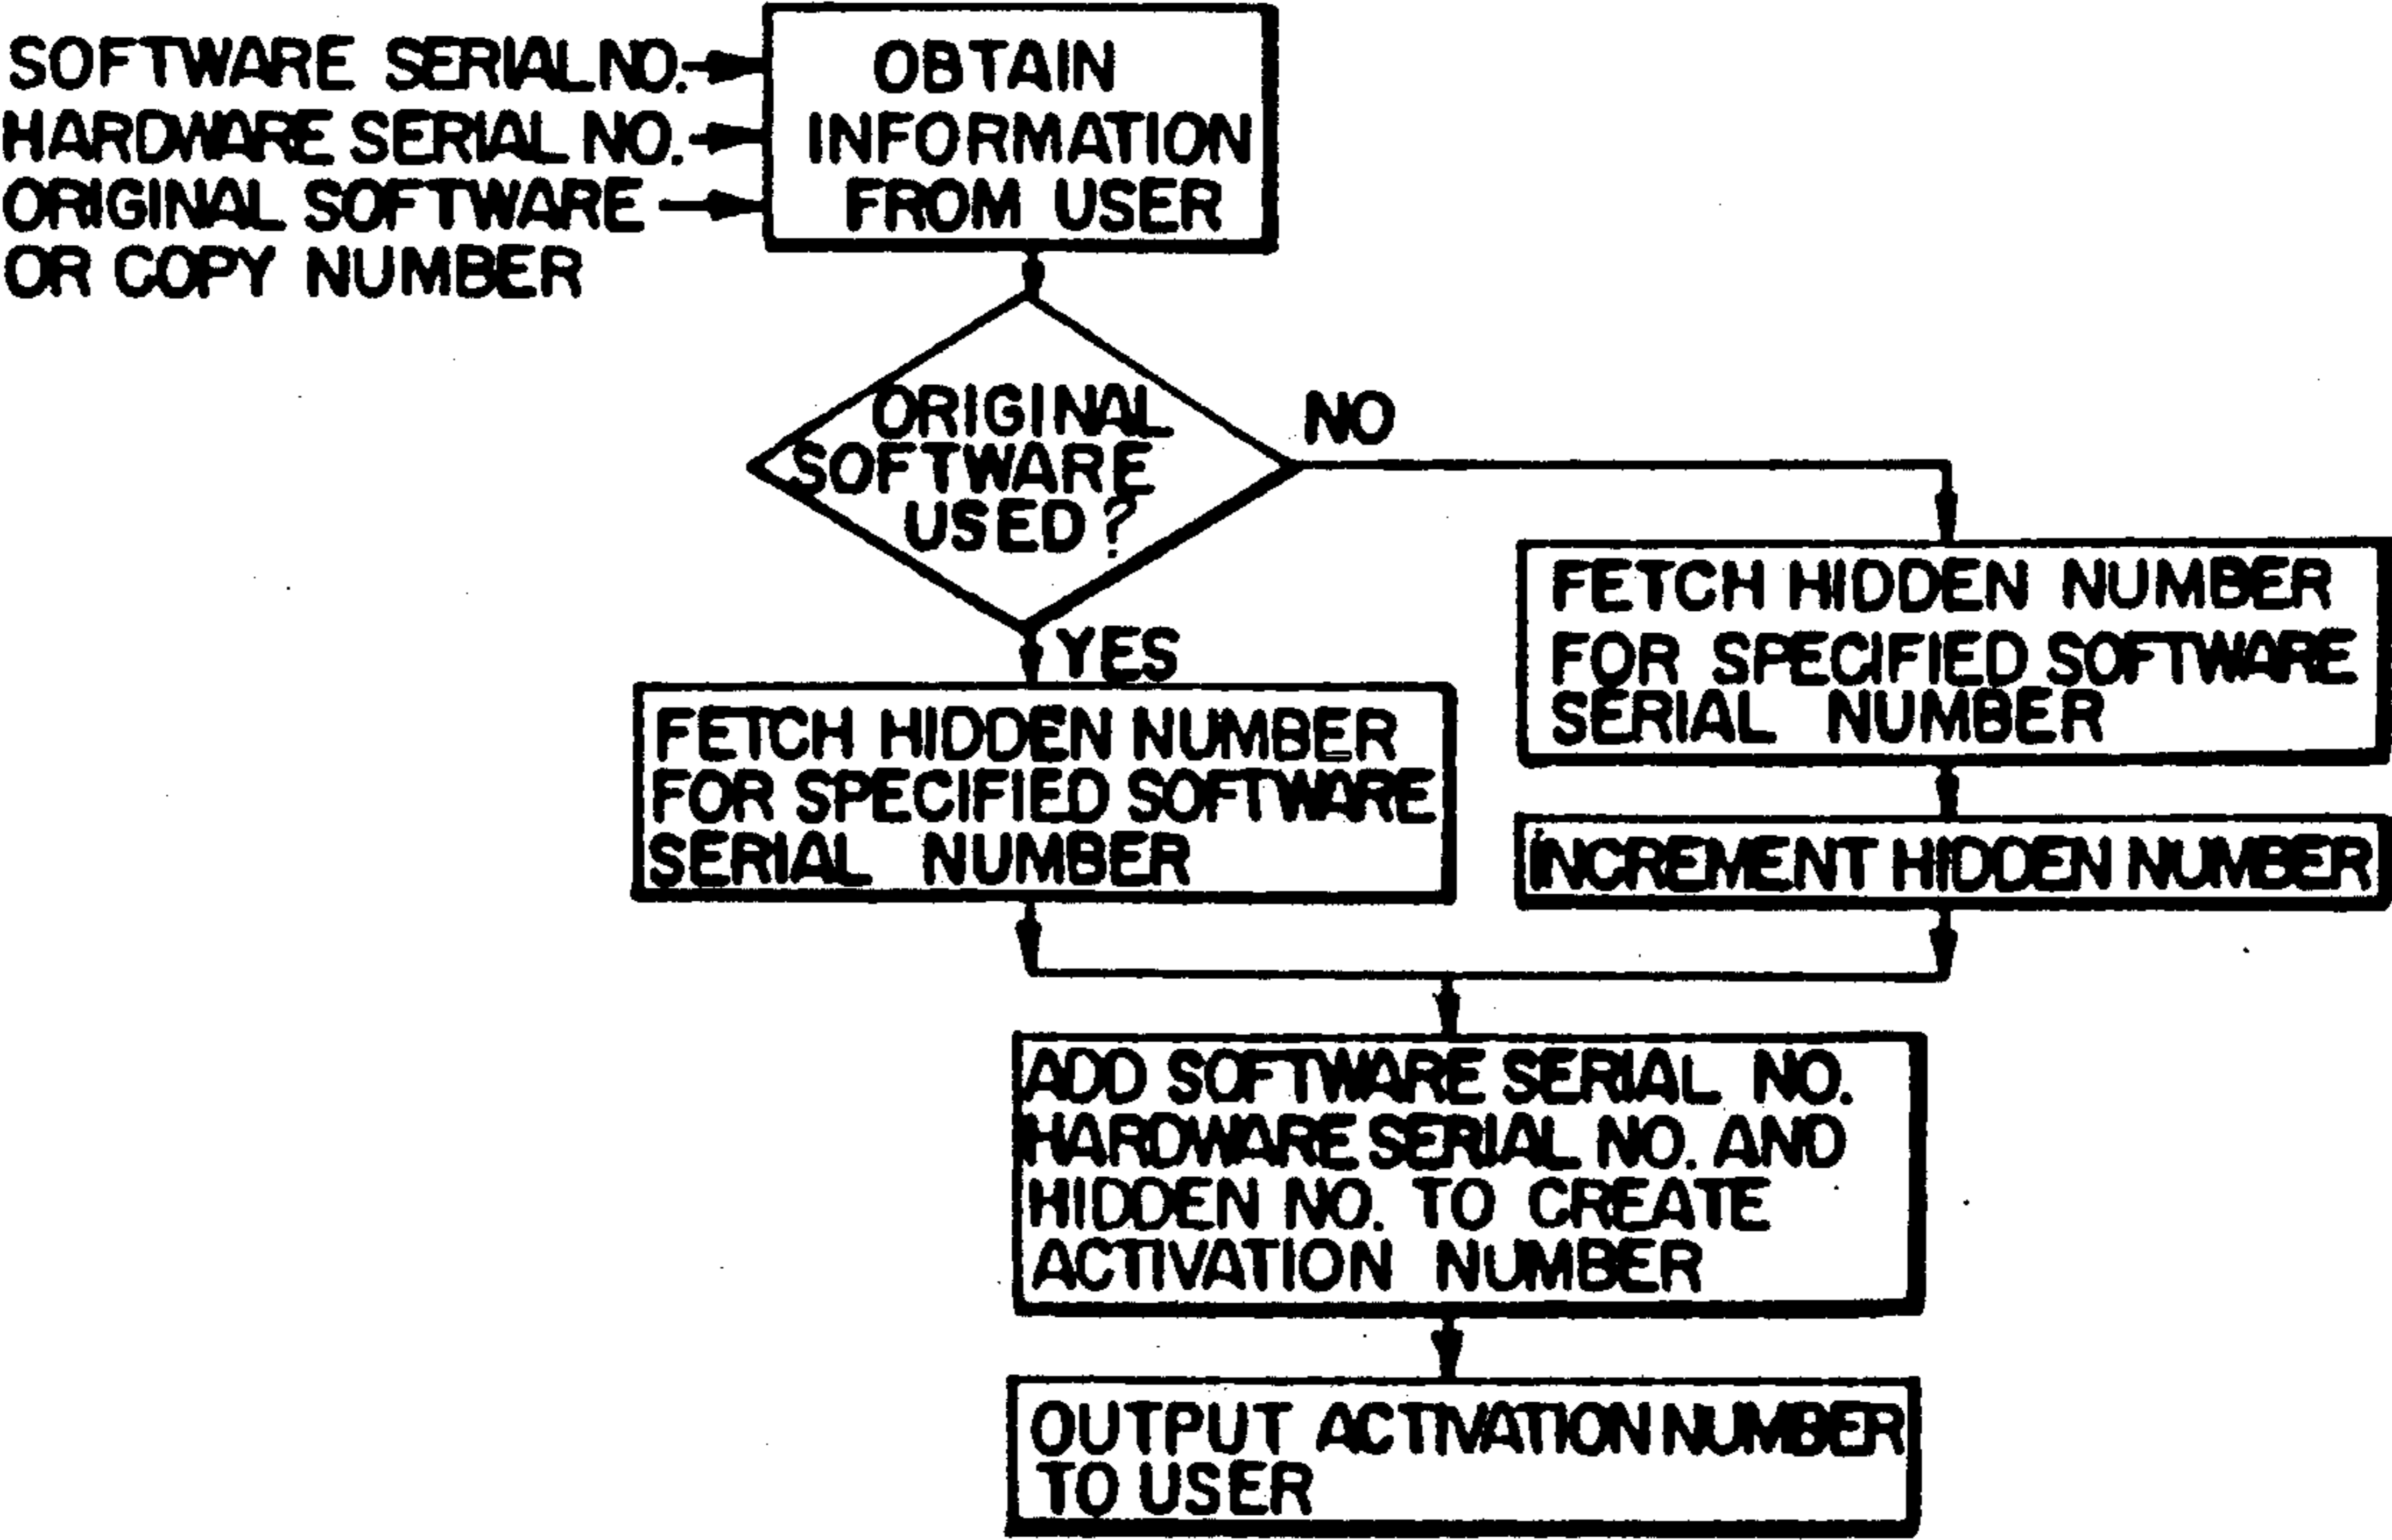 SOFTWARE SERIAL NO.
HARDWARE SERIAL NO.
ORIGINAL SOFTWARE
OR COPY NUMBER
OBTAIN
INFORMATION
FROM USER
ORIGINAL
SOFTWARE
USED?
NO
YES
FETCH HIDDEN NUMBER
FOR SPECIFIED SOFTWARE
SERIAL NUMBER
FETCH HIDDEN NUMBER
FOR SPECIFIED SOFTWARE
SERIAL NUMBER
INCREMENT HIDDEN NUMBER
ADD SOFTWARE SERIAL NO.
HARDWARE SERIAL NO. AND
HIDDEN NO. TO CREATE
ACTIVATION NUMBER
OUTPUT ACTIVATION NUMBER
TO USER